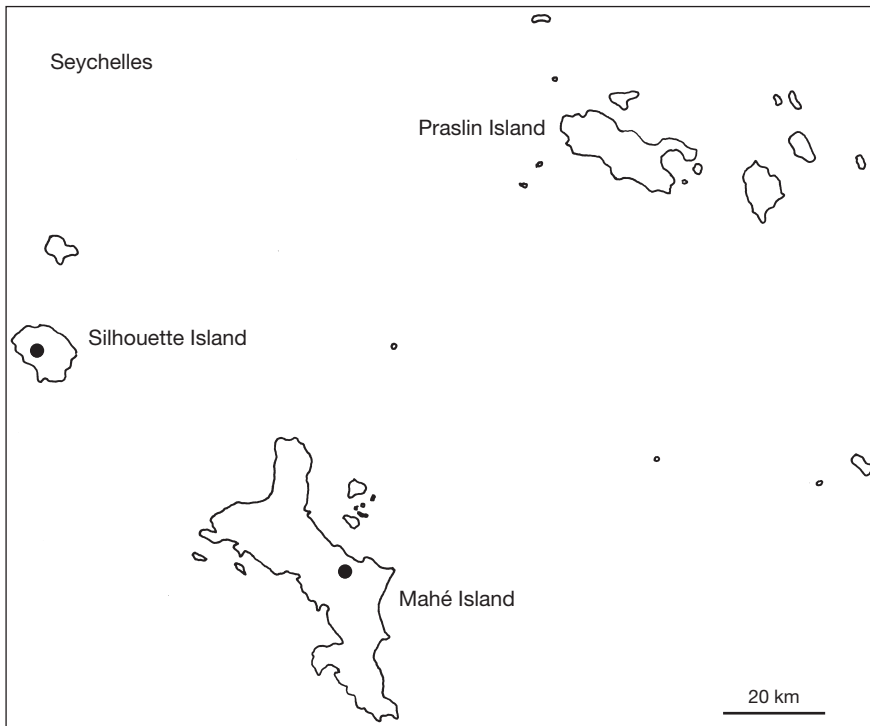 Seychelles
Praslin Island
Silhouette Island
Mahé Island
20 km